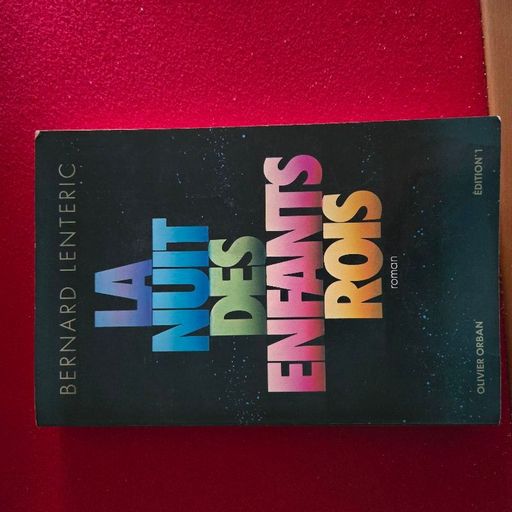 BERNARD LENTERIC
LA
NUIT
DES
ENFANTS
ROIS
roman
OLIVIER ORBAN
ÉDITION°1